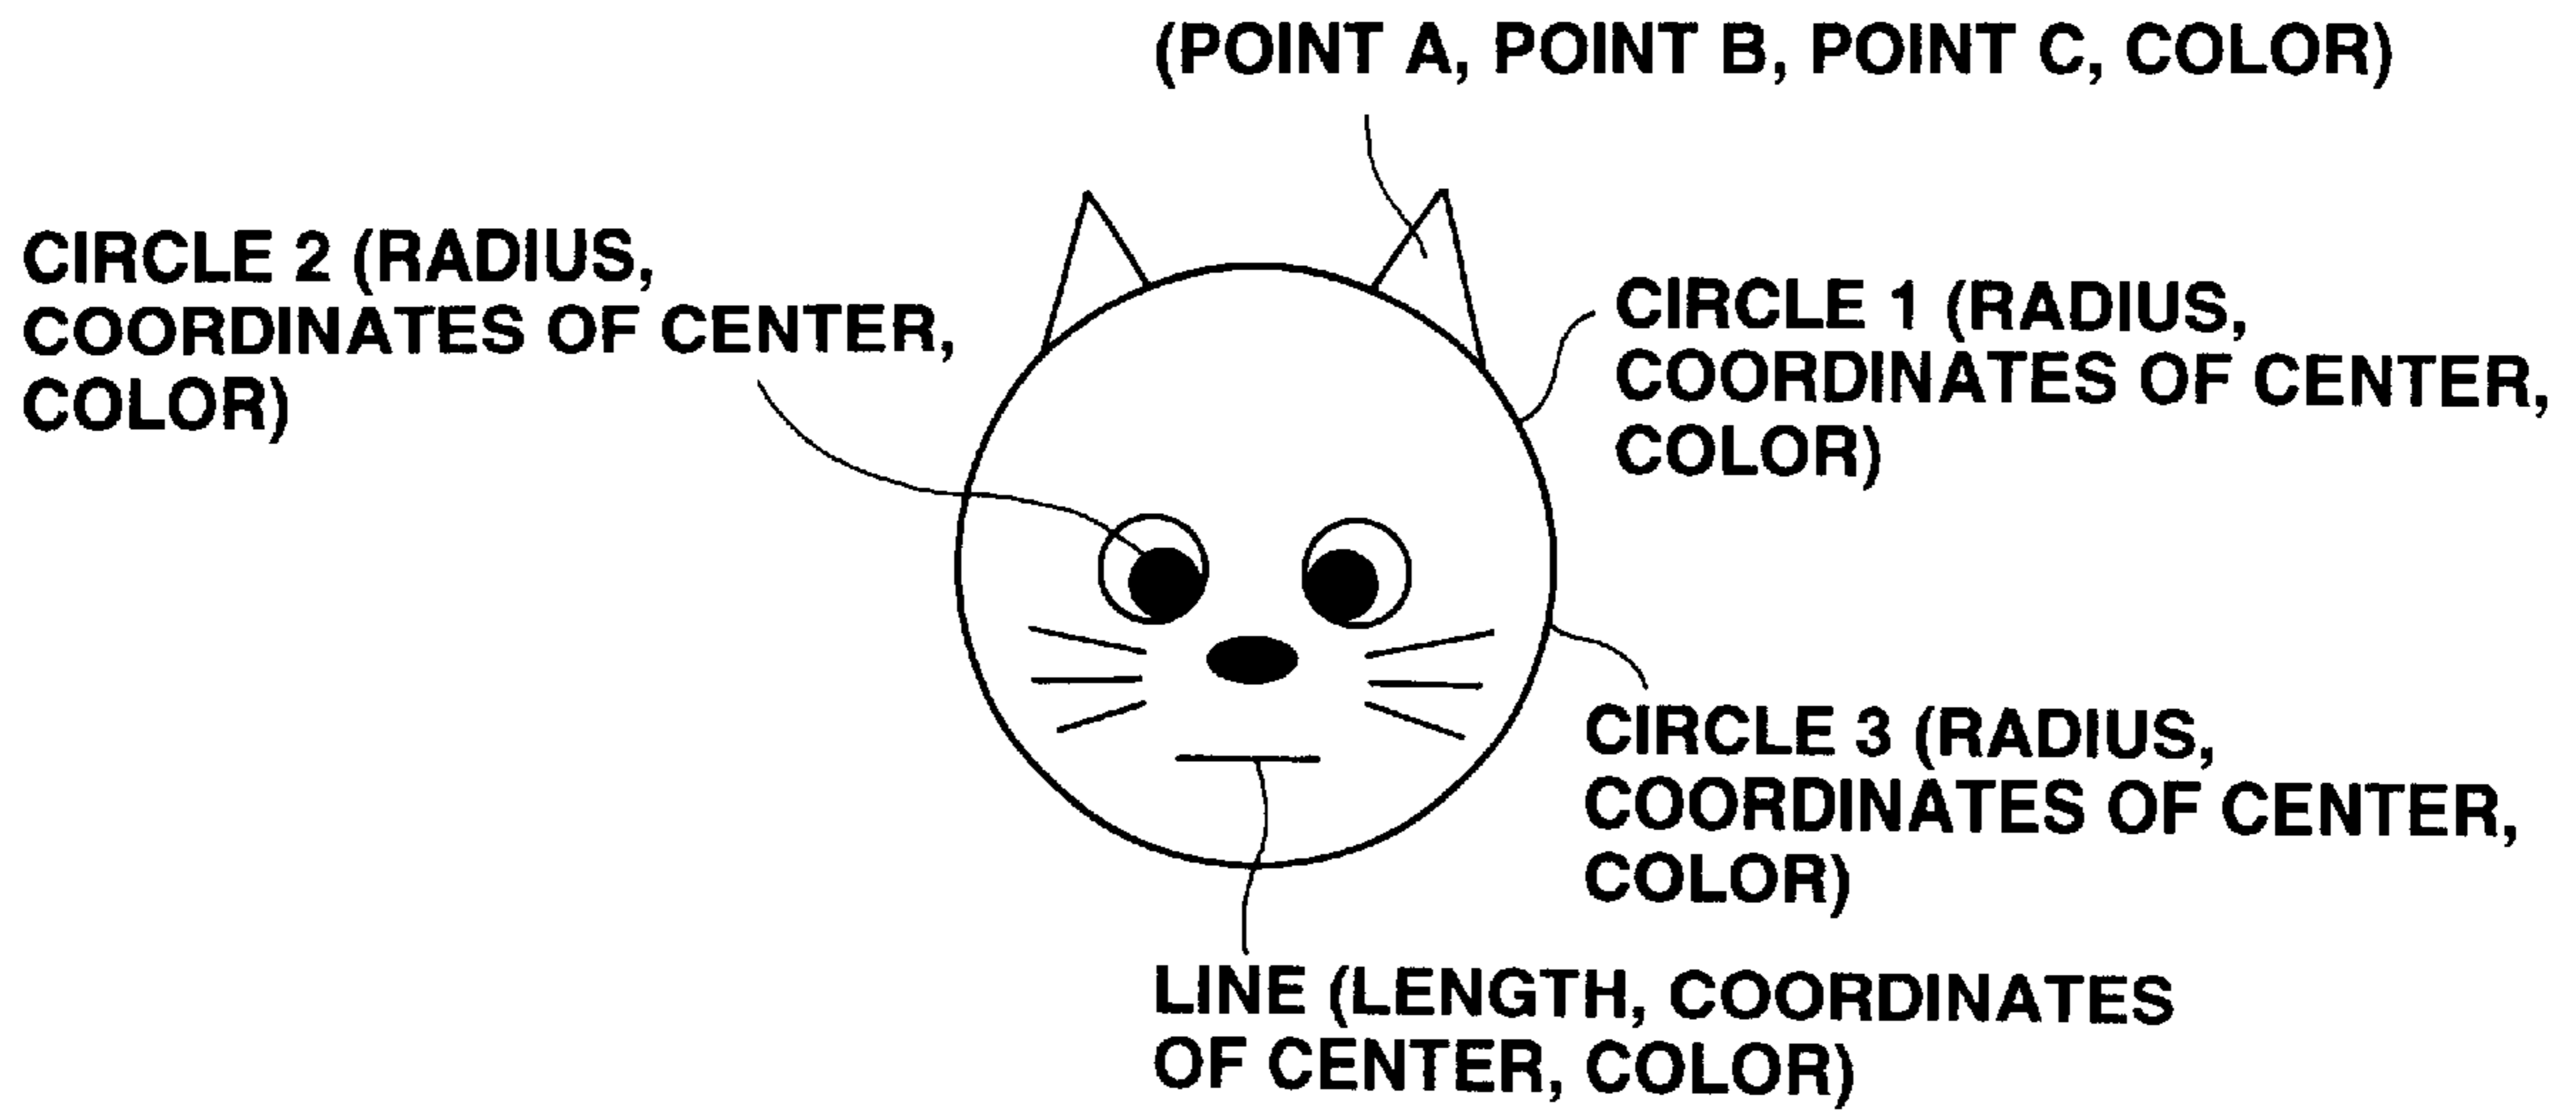 (POINT A, POINT B, POINT C, COLOR)
CIRCLE 2 (RADIUS,
COORDINATES OF CENTER,
COLOR)
CIRCLE 1 (RADIUS,
COORDINATES OF CENTER,
COLOR)
CIRCLE 3 (RADIUS,
COORDINATES OF CENTER,
COLOR)
LINE (LENGTH, COORDINATES
OF CENTER, COLOR)